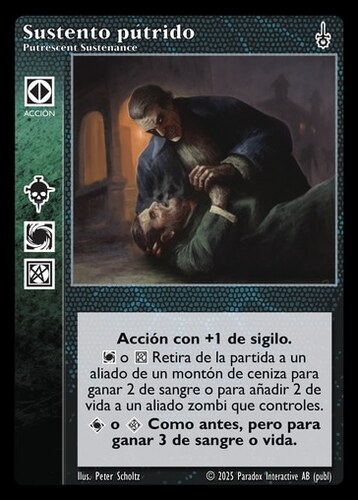 Sustento putrido
Putrescent Sustenance
ACCIÓN
Acción con +1 de sigilo.
o Retira de la partida a un
aliado de un montón de ceniza para
ganar 2 de sangre o para añadir 2 de
vida a un aliado zombi que controles.
o Como antes, pero para
ganar 3 de sangre o vida.
Ilus. Peter Scholtz © 2025 Paradox Interactive AB (publ)